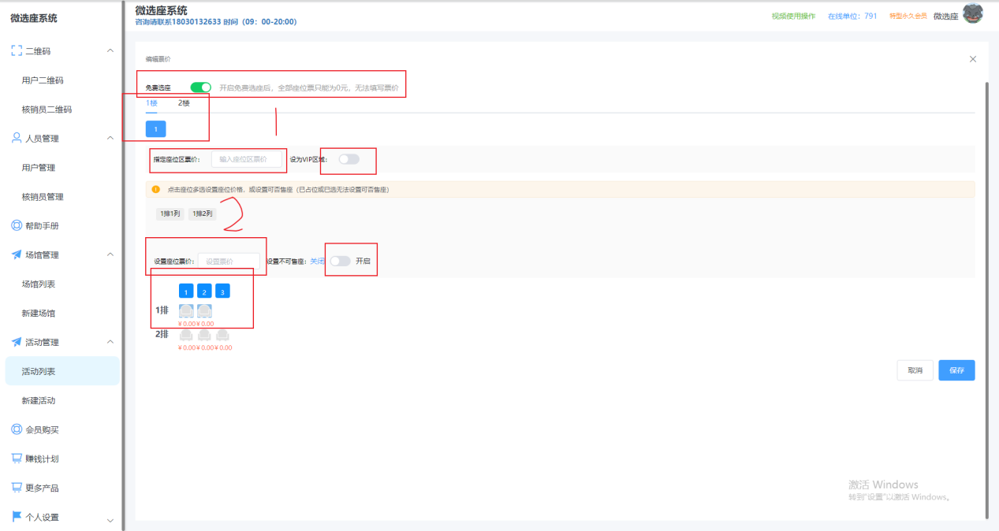 微选座系统
微选座系统
咨询请联系18030132633 时间（09：00-20:00）
视频使用操作
在线单位：791
特型永久会员
微选座
二维码
用户二维码
核销员二维码
人员管理
用户管理
核销员管理
帮助手册
场馆管理
场馆列表
新建场馆
活动管理
活动列表
新建活动
会员购买
赚钱计划
更多产品
个人设置
编辑票价
免费选座 开启免费选座后，全部座位票只能为0元，无法填写票价
1楼 2楼
1
指定座位区票价： 输入座位区票价 设为VIP区域：
点击座位多选设置座位价格，或设置可否售座（已占位或已选无法设置可否售座）
1排1列 1排2列
2
设置座位票价： 设置票价 设置不可售座：关闭 开启
1 2 3
1排
¥ 0.00 ¥ 0.00
2排
¥ 0.00 ¥ 0.00 ¥ 0.00
取消 保存
激活 Windows
转到"设置"以激活 Windows。